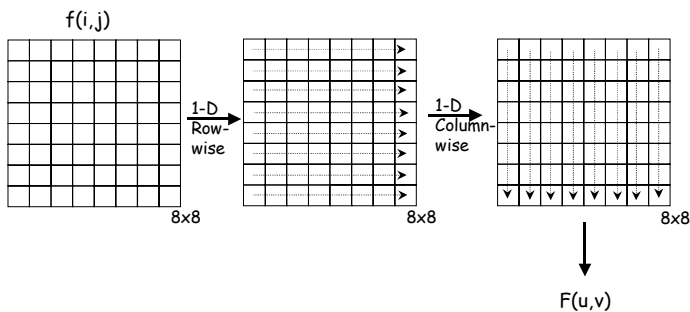 f(i,j)
1-D
Row-
wise
1-D
Column-
wise
8x8
8x8
8x8
F(u,v)